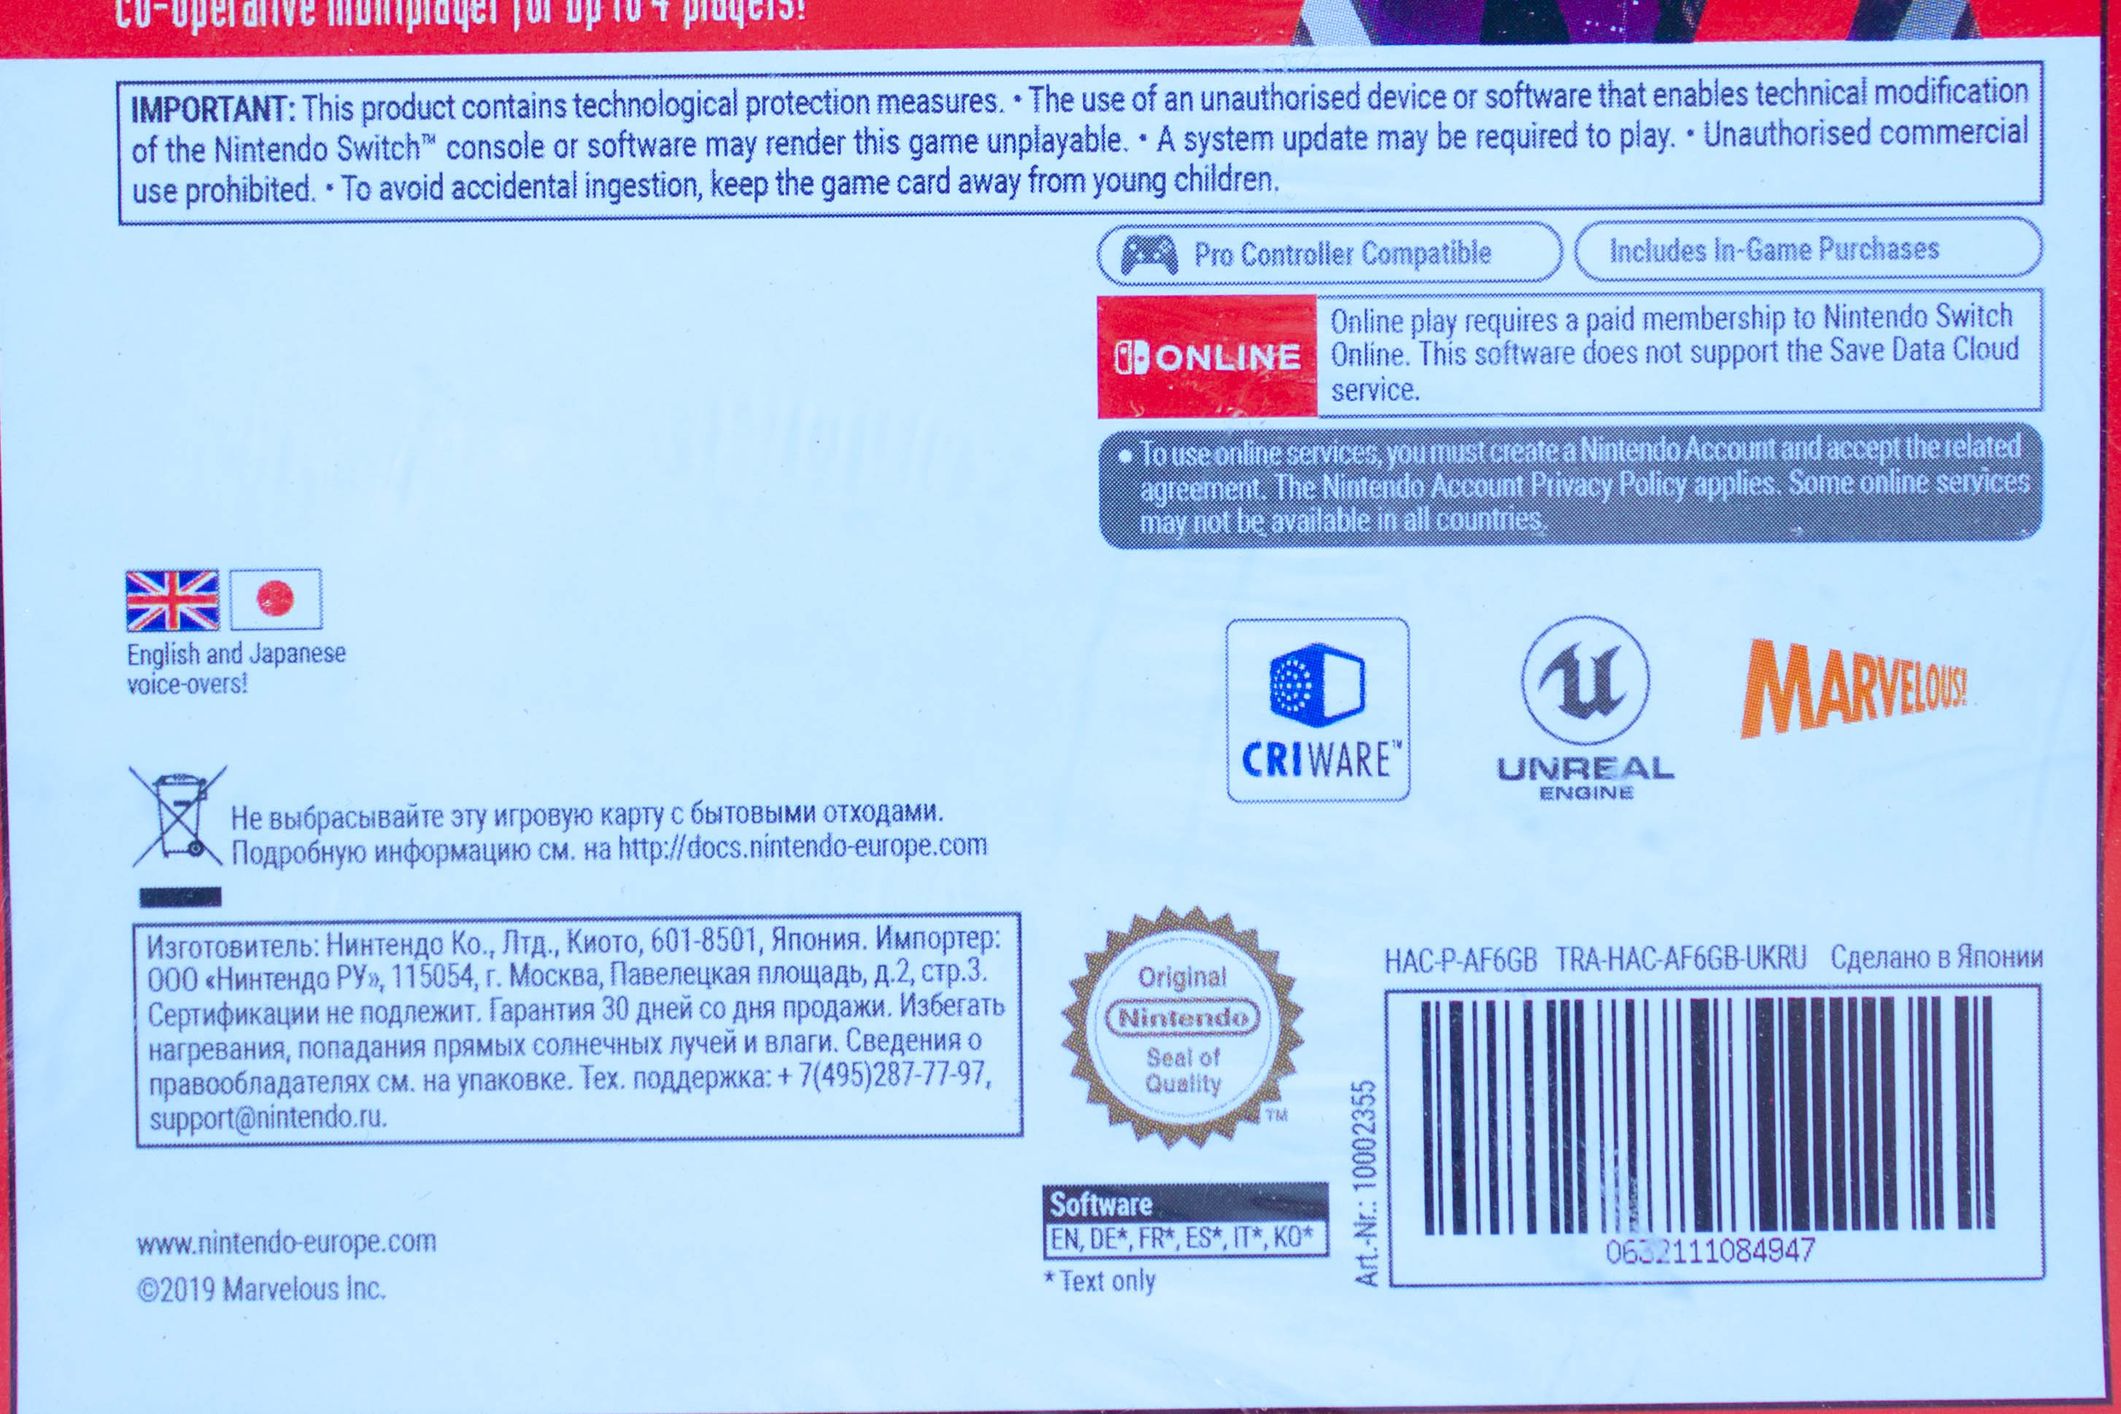 co-operative multiplayer for up to 4 players!
IMPORTANT: This product contains technological protection measures. • The use of an unauthorised device or software that enables technical modification
of the Nintendo Switch™ console or software may render this game unplayable. • A system update may be required to play. • Unauthorised commercial
use prohibited. • To avoid accidental ingestion, keep the game card away from young children.
Pro Controller Compatible
Includes In-Game Purchases
ONLINE
Online play requires a paid membership to Nintendo Switch
Online. This software does not support the Save Data Cloud
service.
• To use online services, you must create a Nintendo Account and accept the related
agreement. The Nintendo Account Privacy Policy applies. Some online services
may not be available in all countries.
English and Japanese
voice-overs!
CRIWARE™
UNREAL
ENGINE
MARVELOUS!
Не выбрасывайте эту игровую карту с бытовыми отходами.
Подробную информацию см. на http://docs.nintendo-europe.com
Изготовитель: Нинтендо Ко., Лтд., Киото, 601-8501, Япония. Импортер:
ООО «Нинтендо РУ», 115054, г. Москва, Павелецкая площадь, д.2, стр.3.
Сертификации не подлежит. Гарантия 30 дней со дня продажи. Избегать
нагревания, попадания прямых солнечных лучей и влаги. Сведения о
правообладателях см. на упаковке. Тех. поддержка: + 7(495)287-77-97,
support@nintendo.ru.
Original
Nintendo
Seal of
Quality
TM
HAC-P-AF6GB TRA-HAC-AF6GB-UKRU Сделано в Японии
Art.-Nr.: 10002355
0632111084947
Software
EN, DE*, FR*, ES*, IT*, KO*
* Text only
www.nintendo-europe.com
©2019 Marvelous Inc.